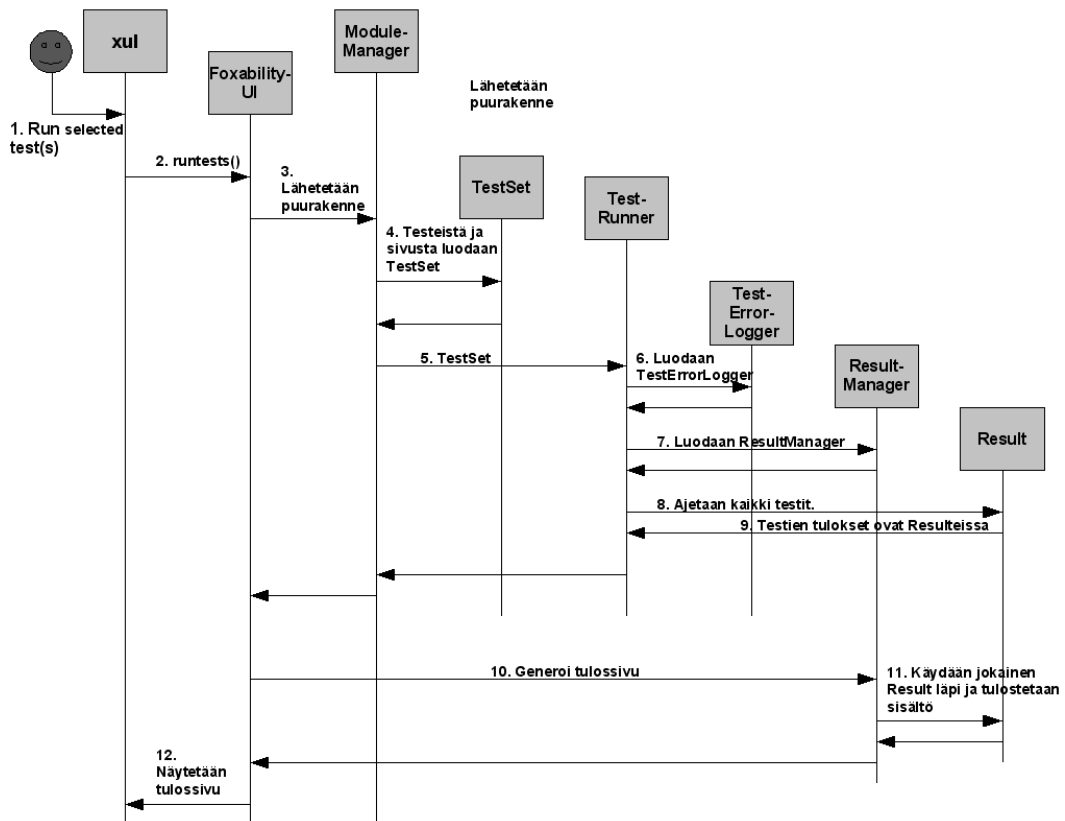 xul
Foxability-
UI
Module-
Manager
Lähetetään
puurakenne
1. Run selected
test(s)
2. runtests()
3.
Lähetetään
puurakenne
TestSet
Test-
Runner
4. Testeistä ja
sivusta luodaan
TestSet
Test-
Error-
Logger
5. TestSet
6. Luodaan
TestErrorLogger
Result-
Manager
Result
7. Luodaan ResultManager
8. Ajetaan kaikki testit.
9. Testien tulokset ovat Resulteissa
10. Generoi tulossivu
11. Käydään jokainen
Result läpi ja tulostetaan
sisältö
12.
Näytetään
tulossivu